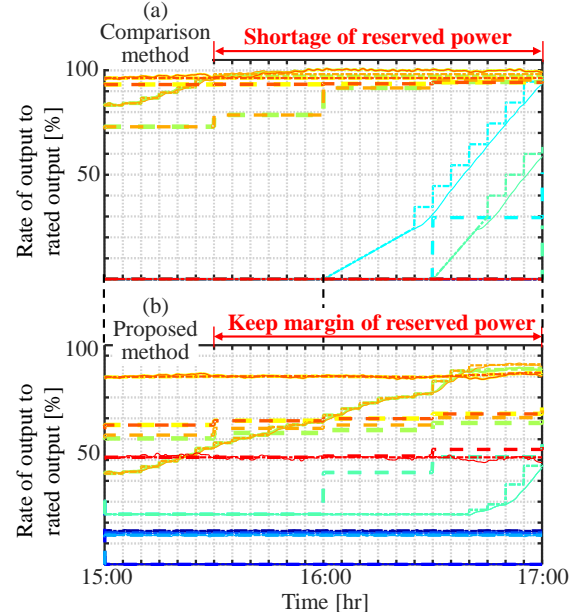 (a)
Comparison
method
Shortage of reserved power
100
50
Rate of output to
rated output [%]
(b)
Proposed
method
Keep margin of reserved power
100
50
Rate of output to
rated output [%]
15:00
16:00
17:00
Time [hr]